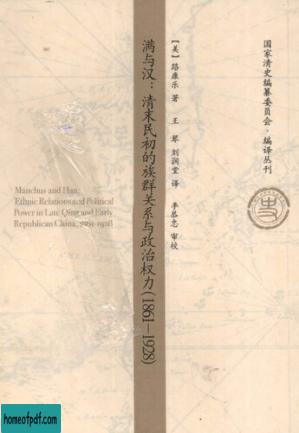 国家清史编纂委员会·编译丛刊
【美】路康乐 著
王琴 刘润堂 译
李恭忠 审校
满与汉：清末民初的族群关系与政治权力(1861—1928)
Manchus and Han:
Ethnic Relations and Political
Power in Late Qing and Early
Republican China, 1861-1928
homeofpdf.com